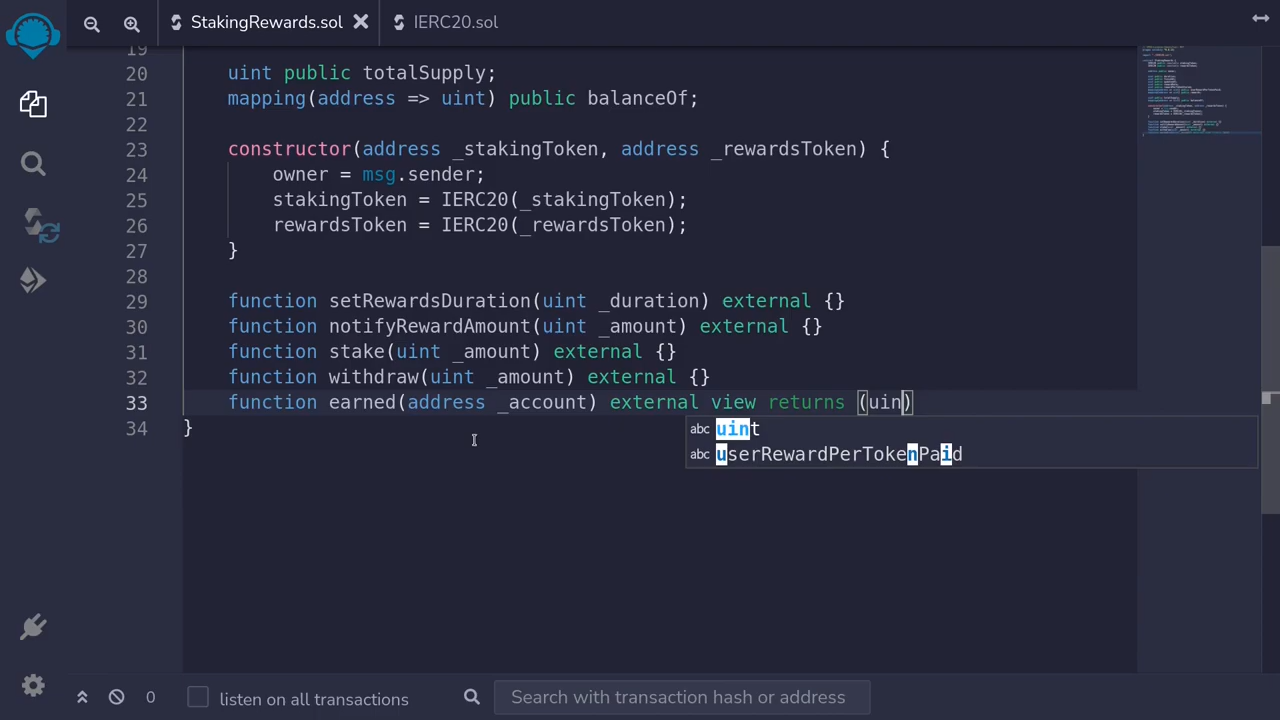 StakingRewards.sol
IERC20.sol
19
20 uint public totalSupply;
21 mapping(address => uint) public balanceOf;
22
23 constructor(address _stakingToken, address _rewardsToken) {
24 owner = msg.sender;
25 stakingToken = IERC20(_stakingToken);
26 rewardsToken = IERC20(_rewardsToken);
27 }
28
29 function setRewardsDuration(uint _duration) external {}
30 function notifyRewardAmount(uint _amount) external {}
31 function stake(uint _amount) external {}
32 function withdraw(uint _amount) external {}
33 function earned(address _account) external view returns (uin)
34 }
abc uint
abc userRewardPerTokenPaid
0 listen on all transactions Search with transaction hash or address